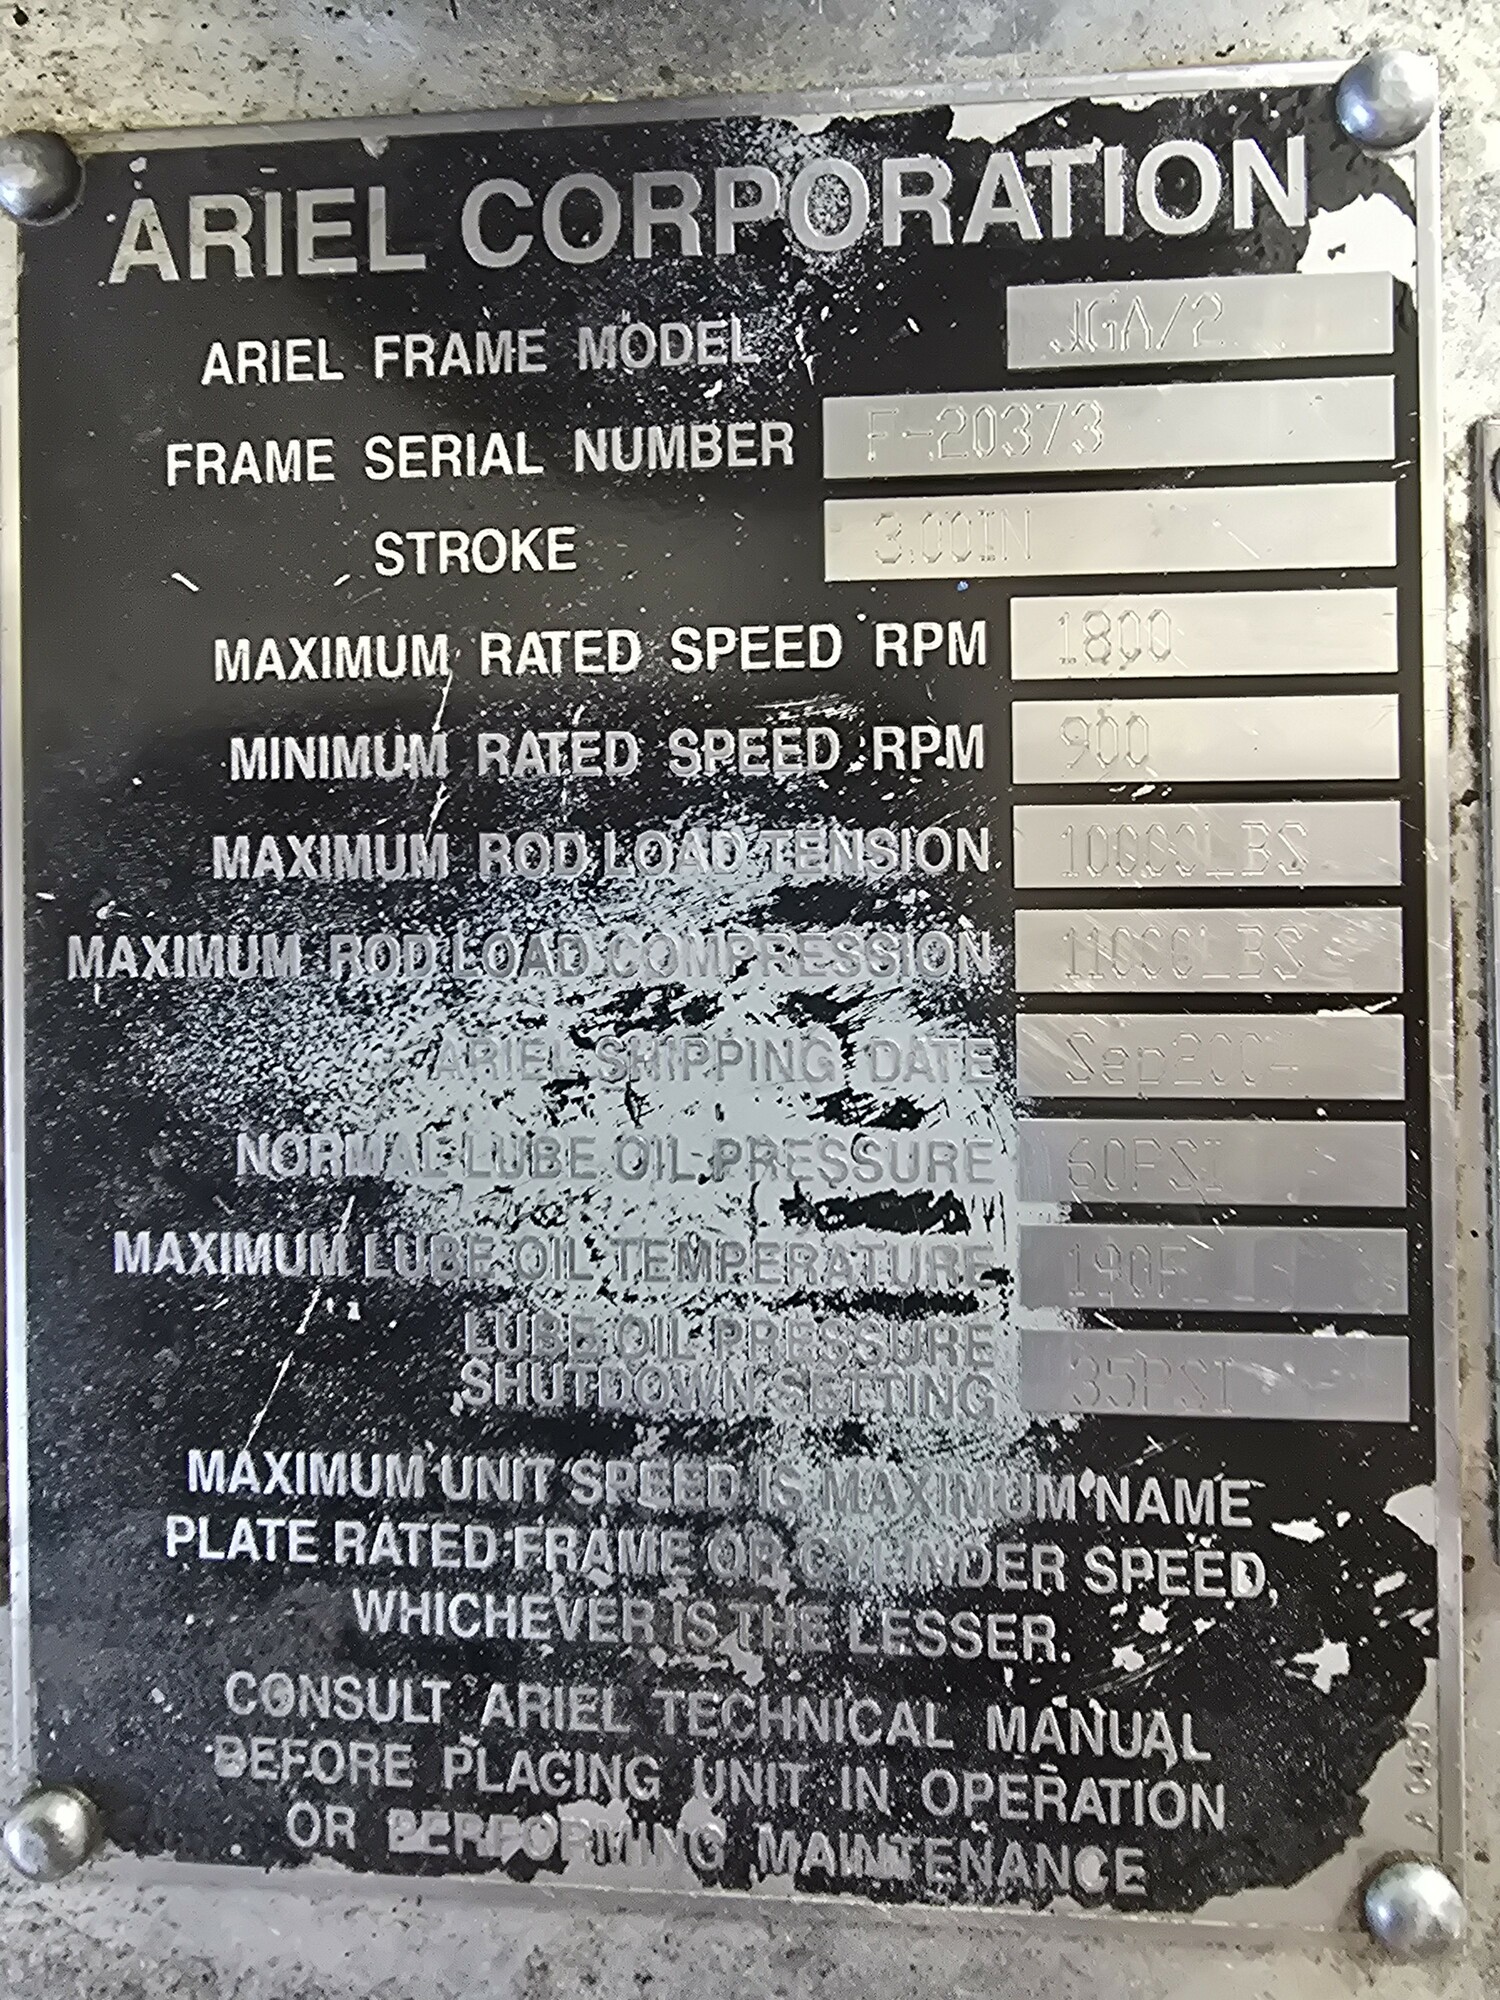 ARIEL CORPORATION
ARIEL FRAME MODEL JGA/2
FRAME SERIAL NUMBER F-20373
STROKE 3.00IN
MAXIMUM RATED SPEED RPM 1800
MINIMUM RATED SPEED RPM 900
MAXIMUM ROD LOAD TENSION 10000LBS
MAXIMUM ROD LOAD COMPRESSION 11000LBS
ARIEL SHIPPING DATE
NORMAL LUBE OIL PRESSURE 60PSI
MAXIMUM LUBE OIL TEMPERATURE 190F
LUBE OIL PRESSURE
SHUTDOWN SETTING 35PSI
MAXIMUM UNIT SPEED IS MAXIMUM NAME
PLATE RATED FRAME OR CYLINDER SPEED,
WHICHEVER IS THE LESSER.
CONSULT ARIEL TECHNICAL MANUAL
BEFORE PLACING UNIT IN OPERATION
OR PERFORMING MAINTENANCE